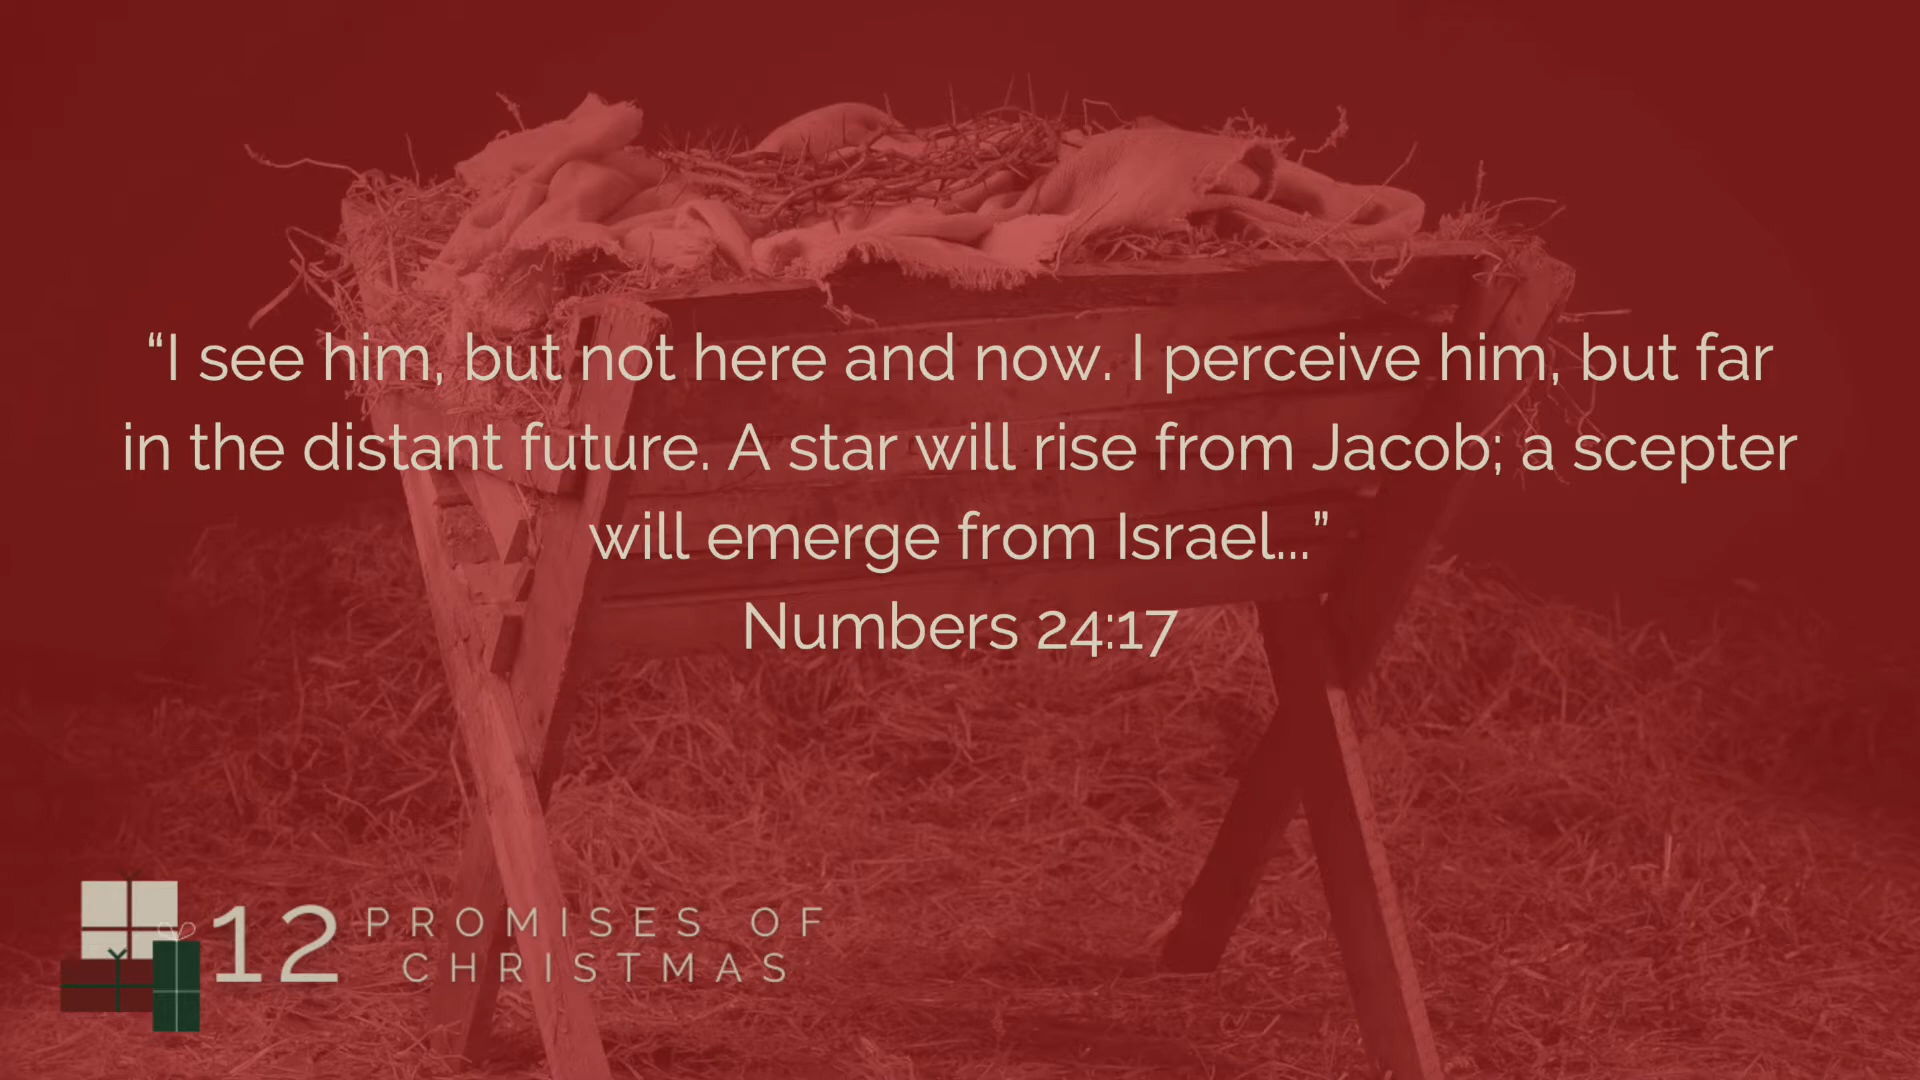 “I see him, but not here and now. I perceive him, but far
in the distant future. A star will rise from Jacob; a scepter
will emerge from Israel...”
Numbers 24:17
12 PROMISES OF
CHRISTMAS